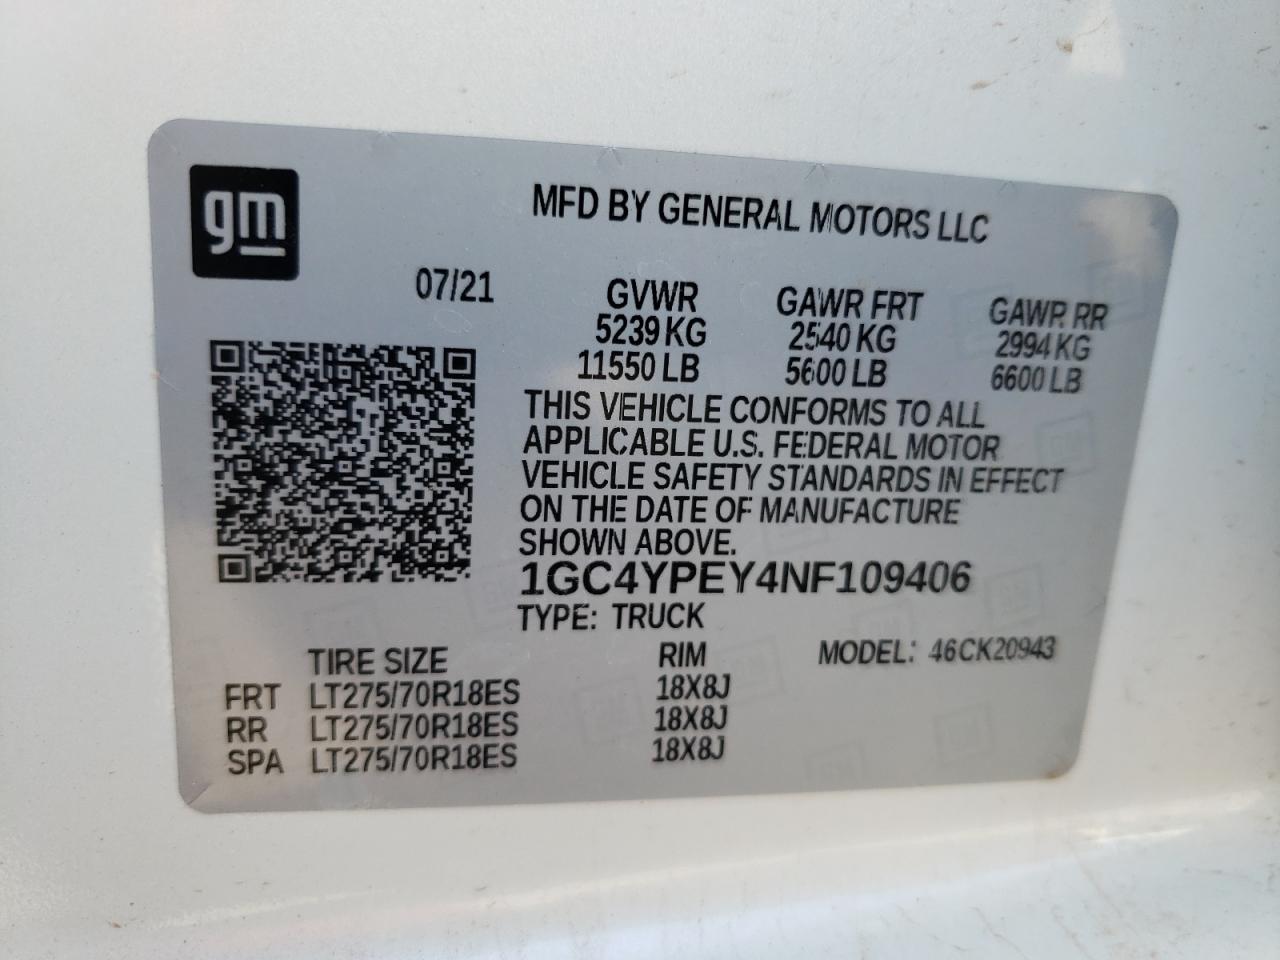 gm
MFD BY GENERAL MOTORS LLC
07/21
GVWR GAWR FRT GAWR RR
5239 KG 2540 KG 2994 KG
11550 LB 5600 LB 6600 LB
THIS VEHICLE CONFORMS TO ALL
APPLICABLE U.S. FEDERAL MOTOR
VEHICLE SAFETY STANDARDS IN EFFECT
ON THE DATE OF MANUFACTURE
SHOWN ABOVE.
1GC4YPEY4NF109406
TYPE: TRUCK
TIRE SIZE RIM MODEL: 46CK20943
FRT LT275/70R18ES 18X8J
RR LT275/70R18ES 18X8J
SPA LT275/70R18ES 18X8J